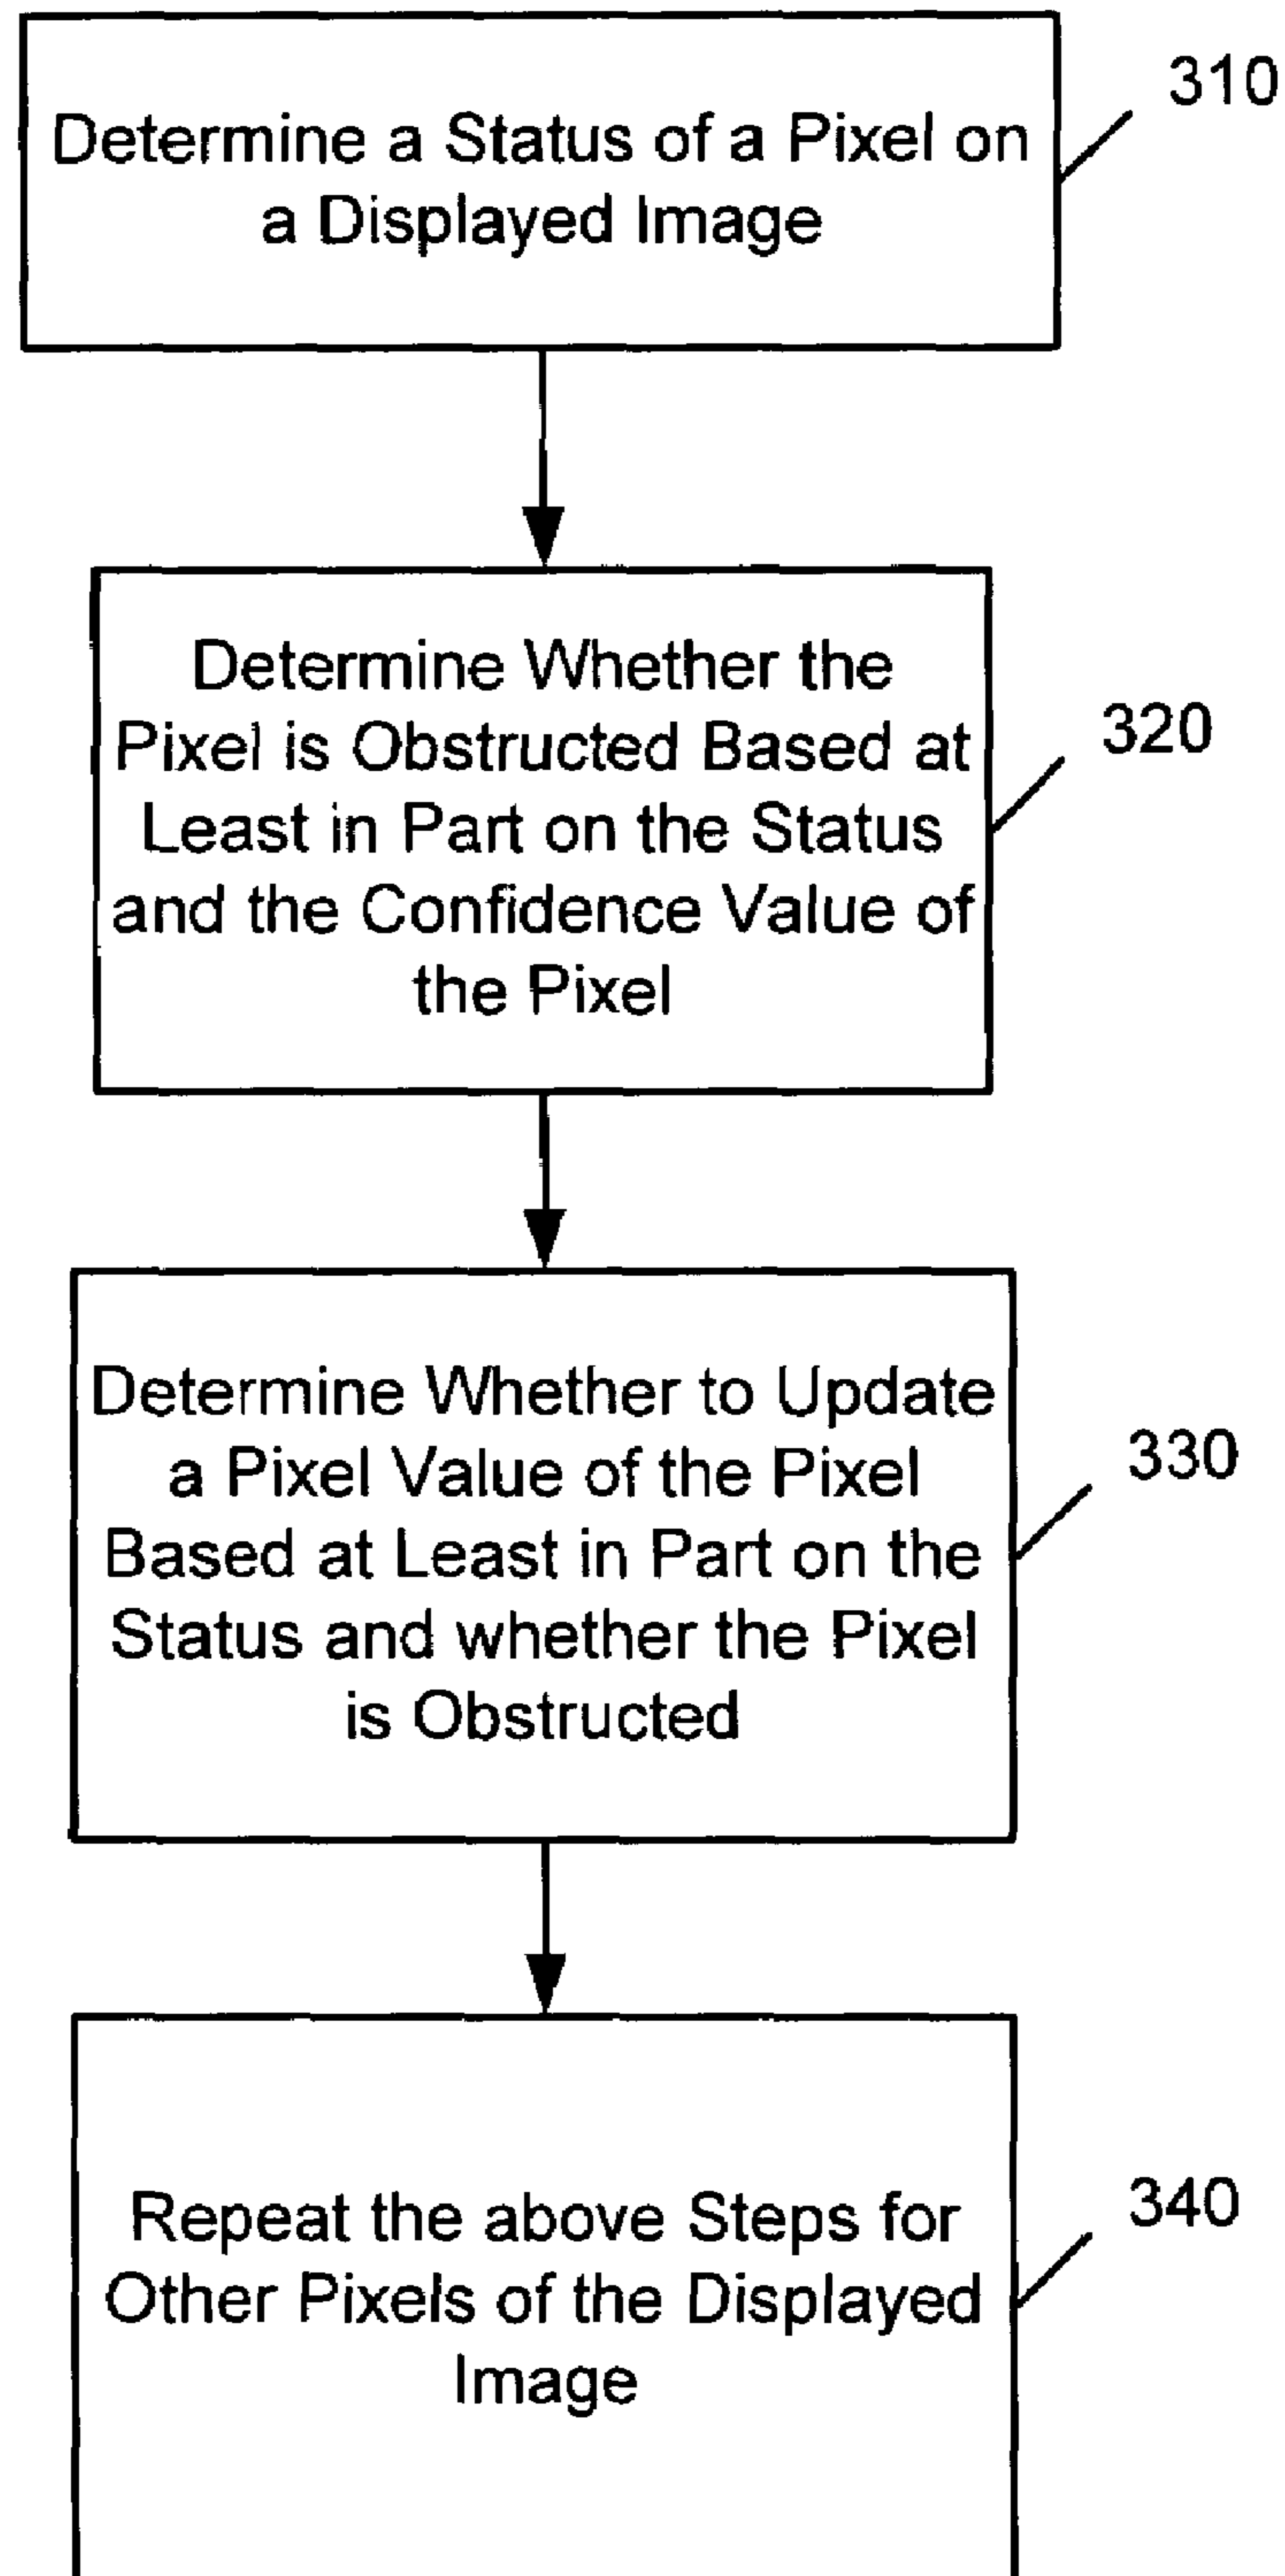 310
Determine a Status of a Pixel on
a Displayed Image
320
Determine Whether the
Pixel is Obstructed Based at
Least in Part on the Status
and the Confidence Value of
the Pixel
330
Determine Whether to Update
a Pixel Value of the Pixel
Based at Least in Part on the
Status and whether the Pixel
is Obstructed
340
Repeat the above Steps for
Other Pixels of the Displayed
Image